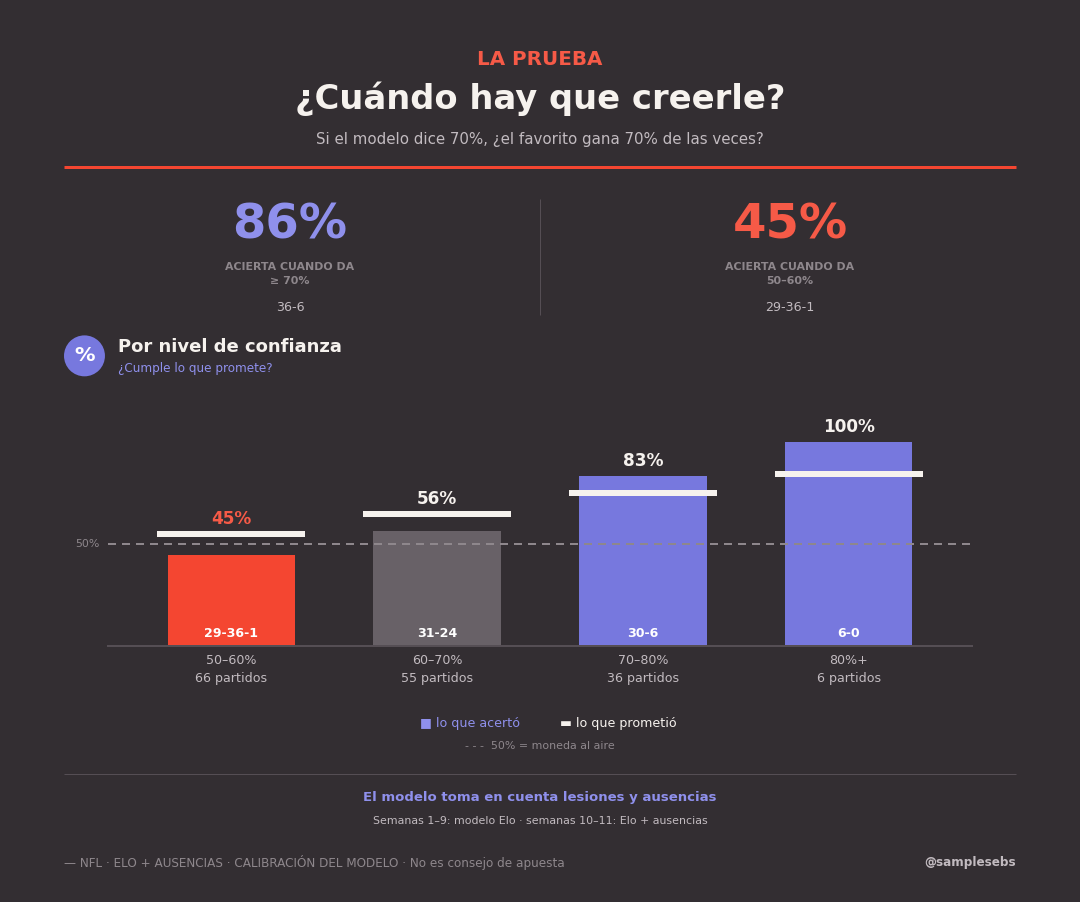 LA PRUEBA
¿Cuándo hay que creerle?
Si el modelo dice 70%, ¿el favorito gana 70% de las veces?
86%
ACIERTA CUANDO DA
≥ 70%
36-6
45%
ACIERTA CUANDO DA
50–60%
29-36-1
%
Por nivel de confianza
¿Cumple lo que promete?
50%
45%
56%
83%
100%
29-36-1
31-24
30-6
6-0
50–60%
66 partidos
60–70%
55 partidos
70–80%
36 partidos
80%+
6 partidos
■ lo que acertó
▬ lo que prometió
- - - 50% = moneda al aire
El modelo toma en cuenta lesiones y ausencias
Semanas 1–9: modelo Elo · semanas 10–11: Elo + ausencias
— NFL · ELO + AUSENCIAS · CALIBRACIÓN DEL MODELO · No es consejo de apuesta
@samplesebs